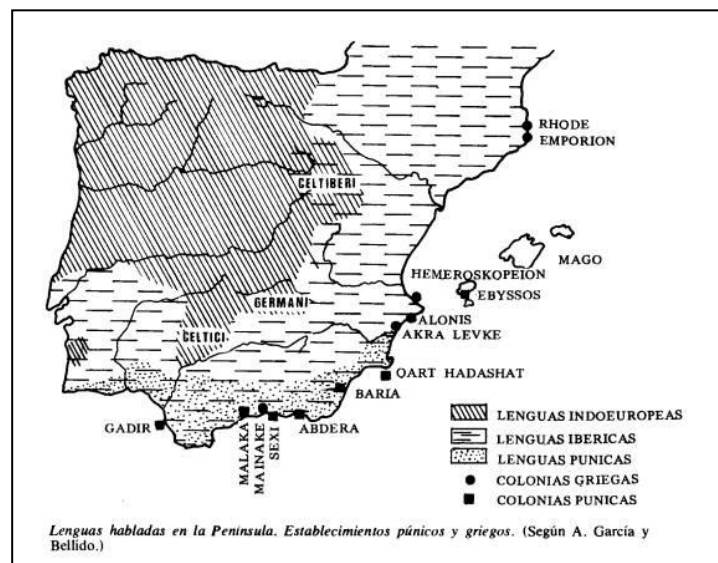 RHODE
EMPORION
CELTIBERI
MAGO
HEMEROSKOPEION
EBYSSOS
GERMANI
ALONIS
CELTICI
AKRA LEVKE
QART HADASHAT
BARIA
GADIR
MALAKA
MAINAKE
SEXI
ABDERA
LENGUAS INDOEUROPEAS
LENGUAS IBERICAS
LENGUAS PUNICAS
COLONIAS GRIEGAS
COLONIAS PUNICAS
Lenguas habladas en la Península. Establecimientos púnicos y griegos. (Según A. García y
Bellido.)